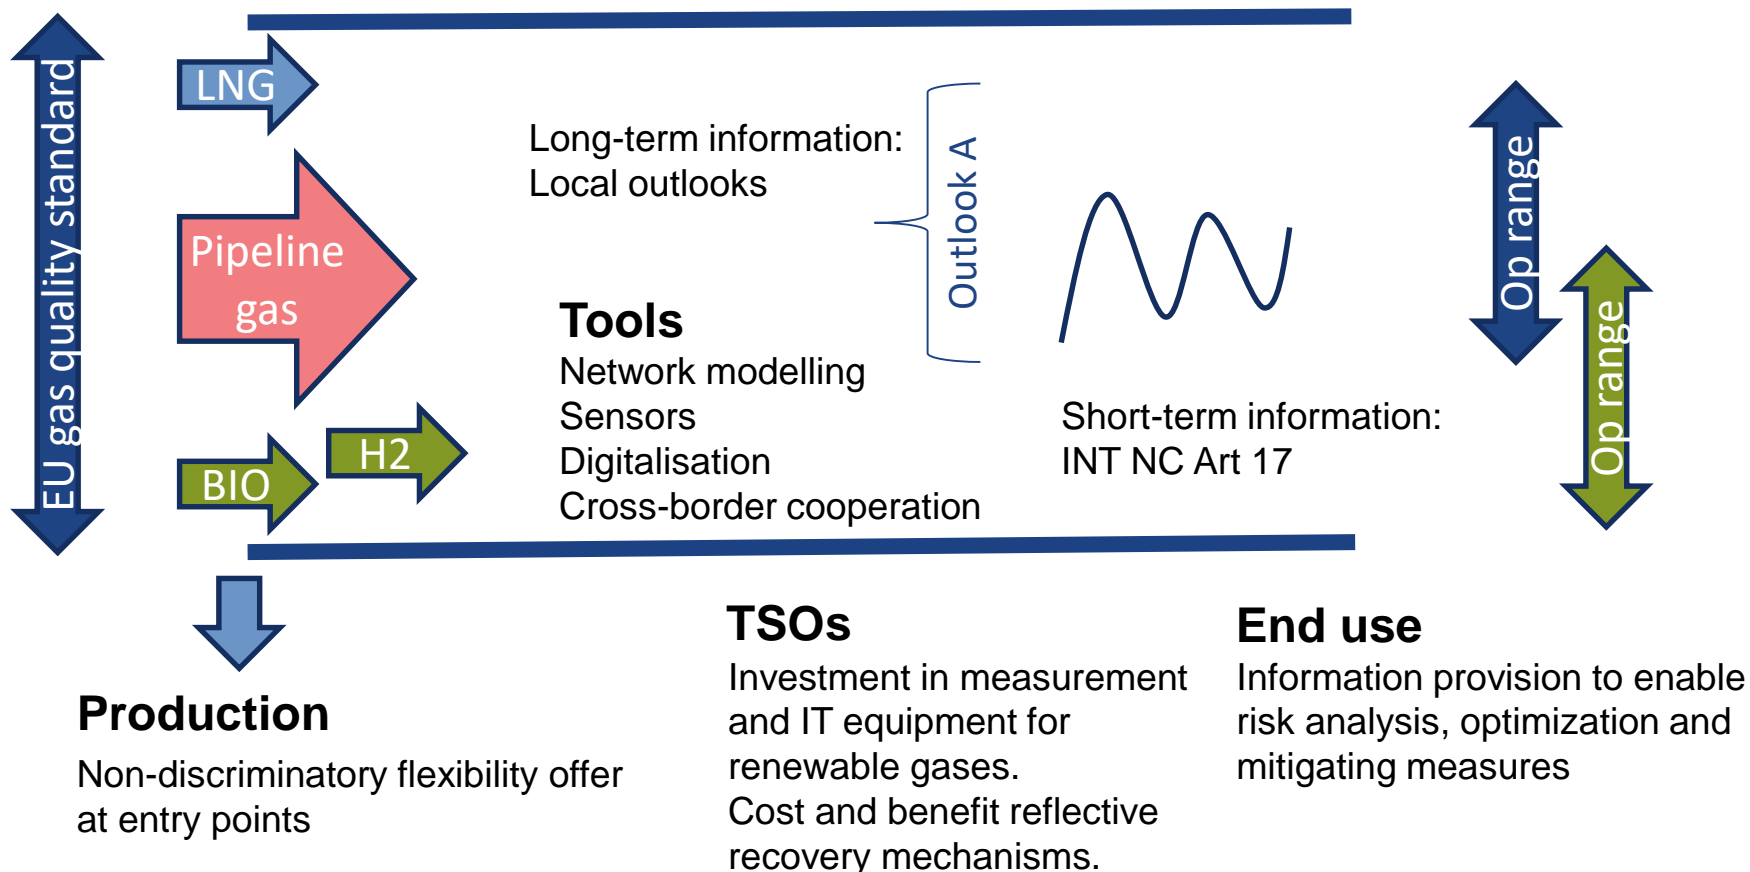 EU gas quality standard
LNG
Pipeline
gas
BIO
H2
Long-term information:
Local outlooks
Outlook A
Tools
Network modelling
Sensors
Digitalisation
Cross-border cooperation
Short-term information:
INT NC Art 17
Op range
Op range
Production
Non-discriminatory flexibility offer
at entry points
TSOs
Investment in measurement
and IT equipment for
renewable gases.
Cost and benefit reflective
recovery mechanisms.
End use
Information provision to enable
risk analysis, optimization and
mitigating measures